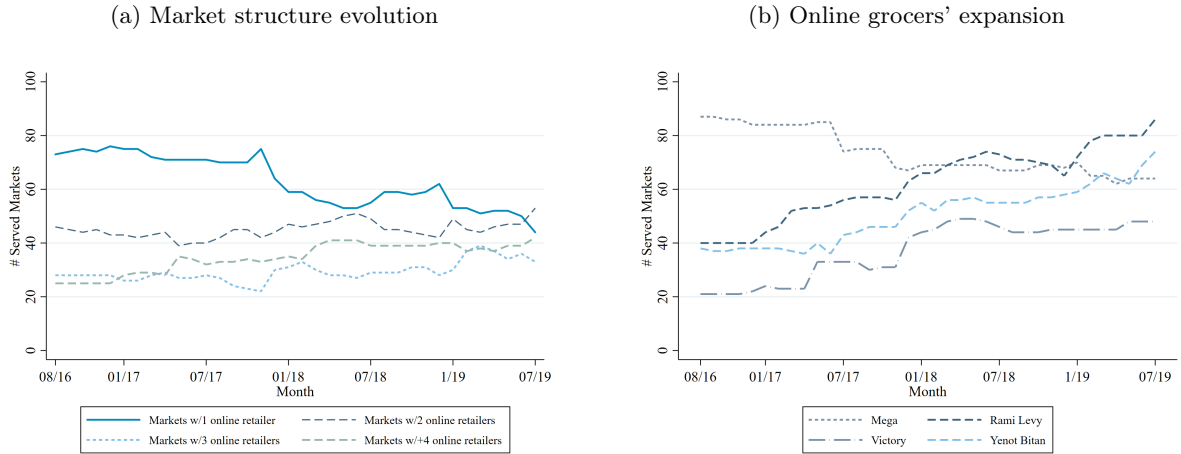 (a) Market structure evolution
# Served Markets
100
80
60
40
20
0
08/16 01/17 07/17 01/18 07/18 1/19 07/19
Month
Markets w/1 online retailer Markets w/2 online retailers
Markets w/3 online retailers Markets w/+4 online retailers
(b) Online grocers' expansion
# Served Markets
100
80
60
40
20
0
08/16 01/17 07/17 01/18 07/18 1/19 07/19
Month
Mega Rami Levy
Victory Yenot Bitan